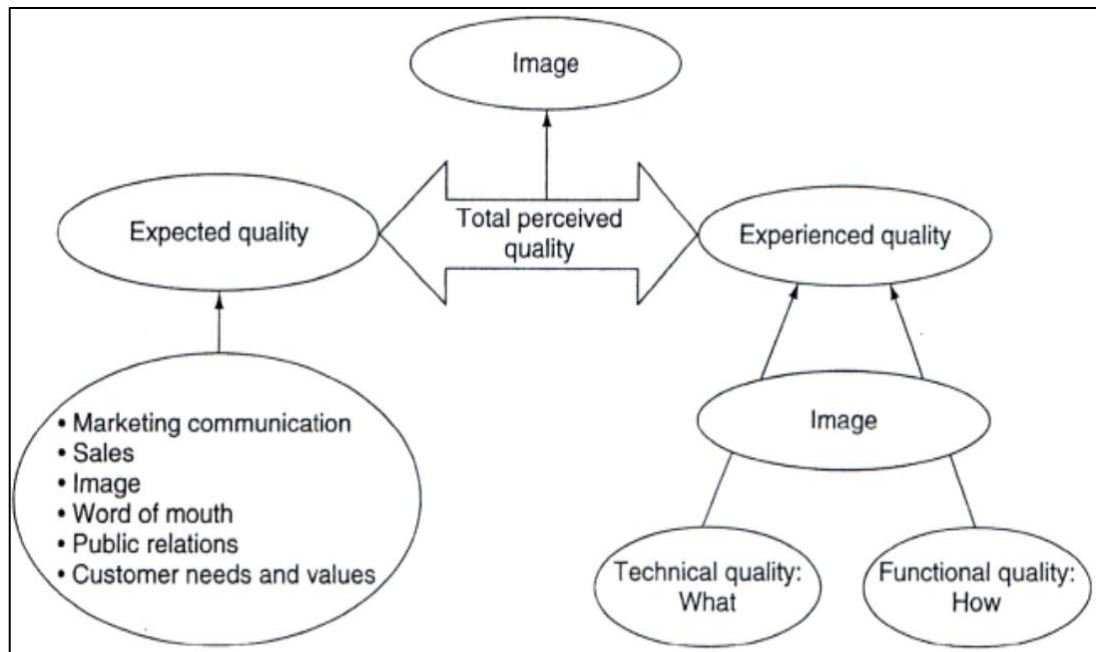 Image
Expected quality
Total perceived
quality
Experienced quality
• Marketing communication
• Sales
• Image
• Word of mouth
• Public relations
• Customer needs and values
Image
Technical quality:
What
Functional quality:
How